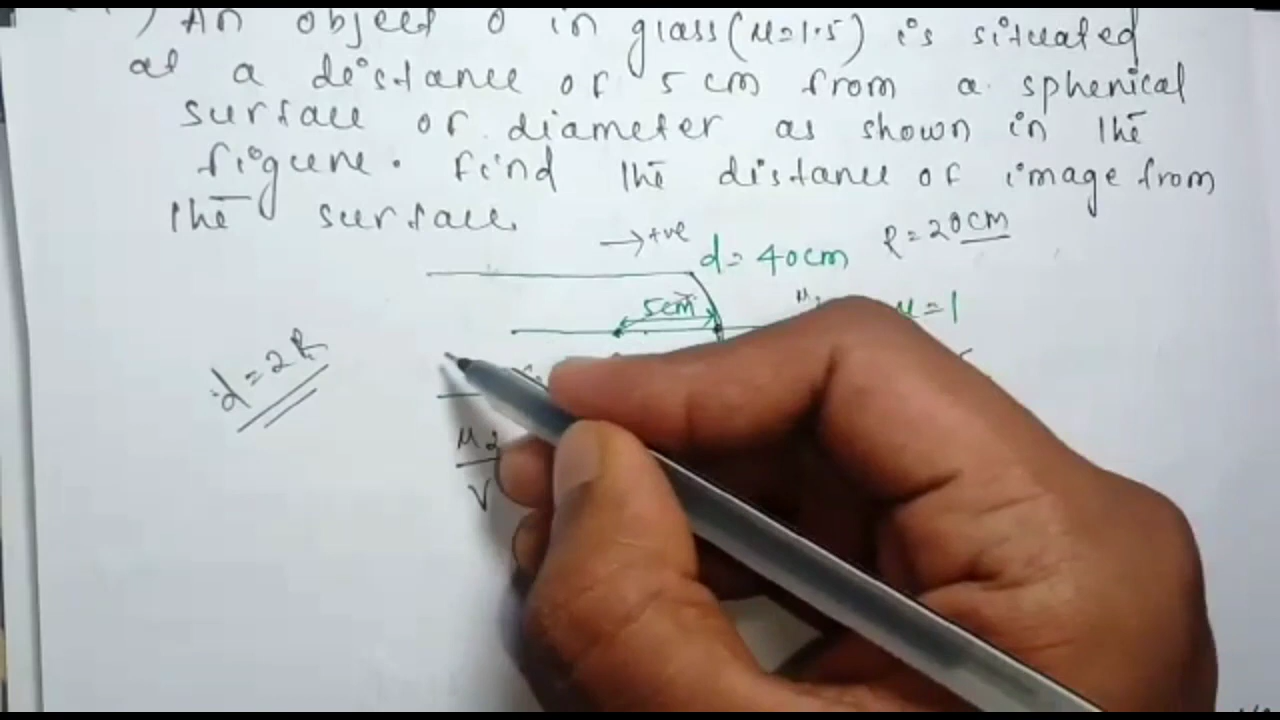 ) An object o in glass (μ=1.5) is situated
at a distance of 5 cm from a spherical
surface of diameter as shown in the
figure. Find the distance of image from
the surface.
→ +ve
d = 40cm
R = 20cm
5cm
μ = 1
d = 2R
μ2
V